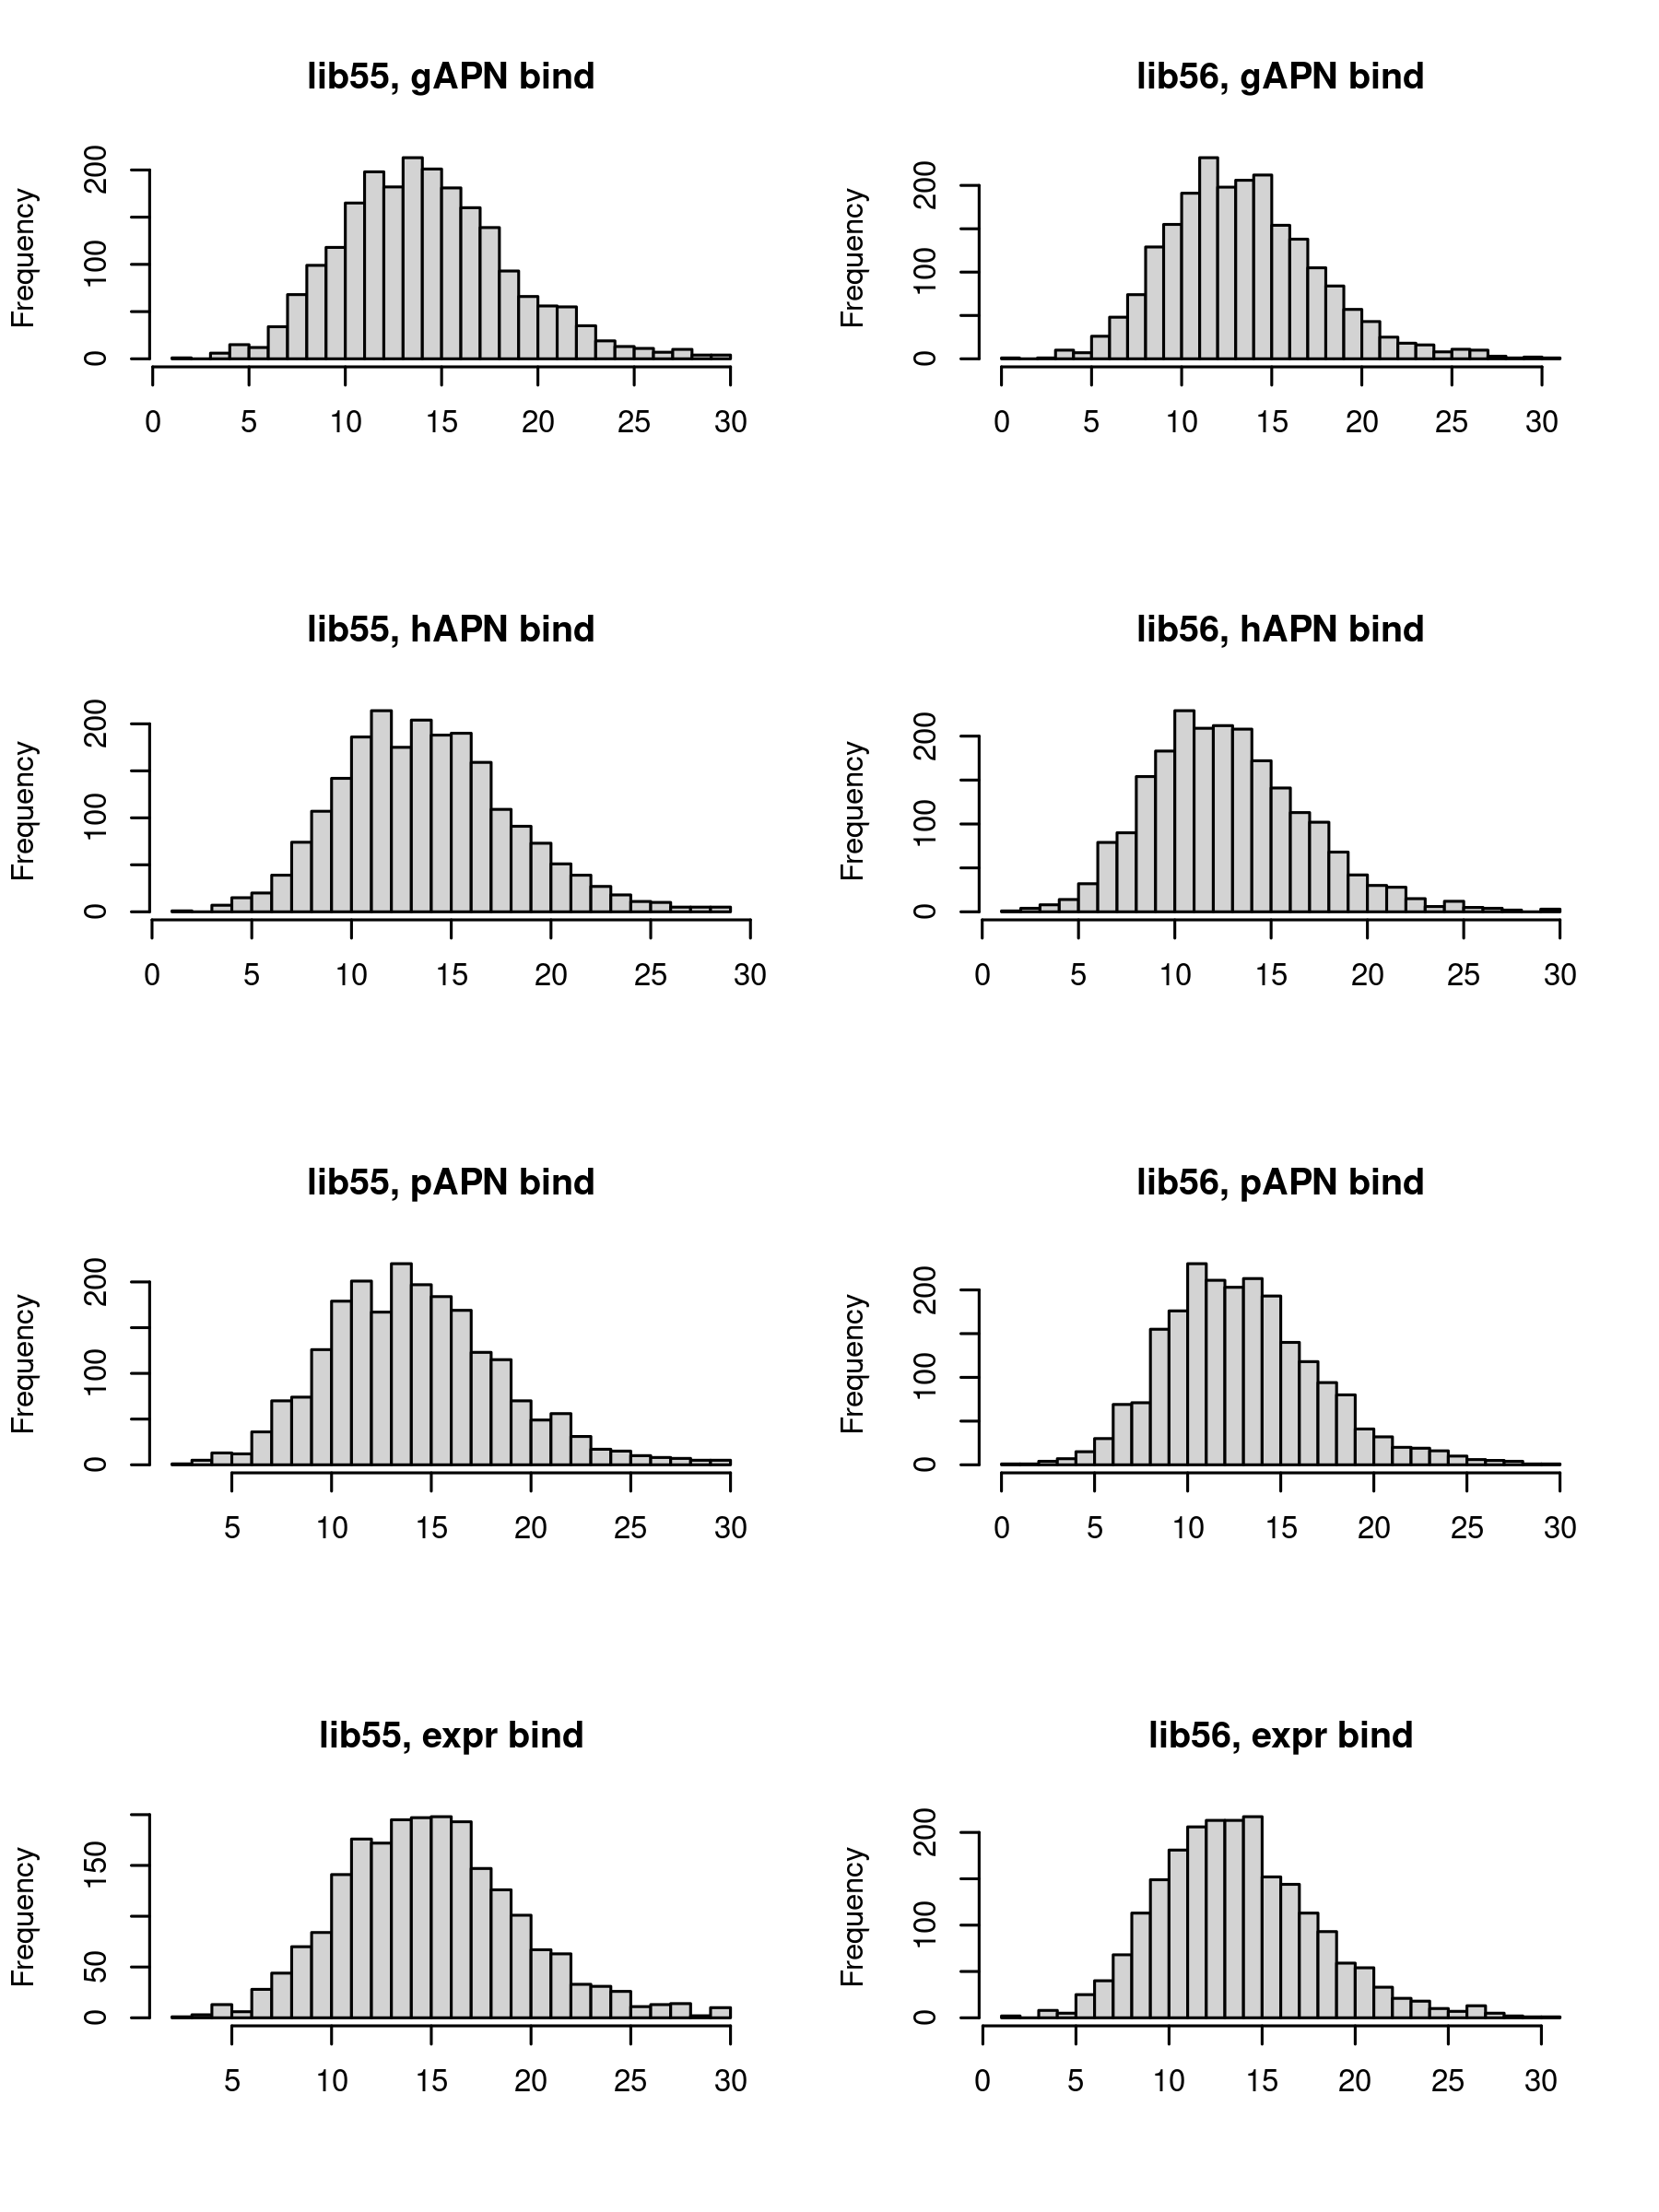 lib55, gAPN bind
Frequency
0 100 200
0 5 10 15 20 25 30
lib56, gAPN bind
Frequency
0 100 200
0 5 10 15 20 25 30
lib55, hAPN bind
Frequency
0 100 200
0 5 10 15 20 25 30
lib56, hAPN bind
Frequency
0 100 200
0 5 10 15 20 25 30
lib55, pAPN bind
Frequency
0 100 200
5 10 15 20 25 30
lib56, pAPN bind
Frequency
0 100 200
0 5 10 15 20 25 30
lib55, expr bind
Frequency
0 50 150
5 10 15 20 25 30
lib56, expr bind
Frequency
0 100 200
0 5 10 15 20 25 30